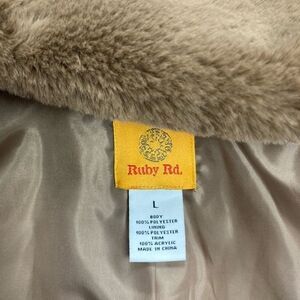 Ruby Rd.
L
BODY
100% POLYESTER
LINING
100% POLYESTER
TRIM
100% ACRYLIC
MADE IN CHINA